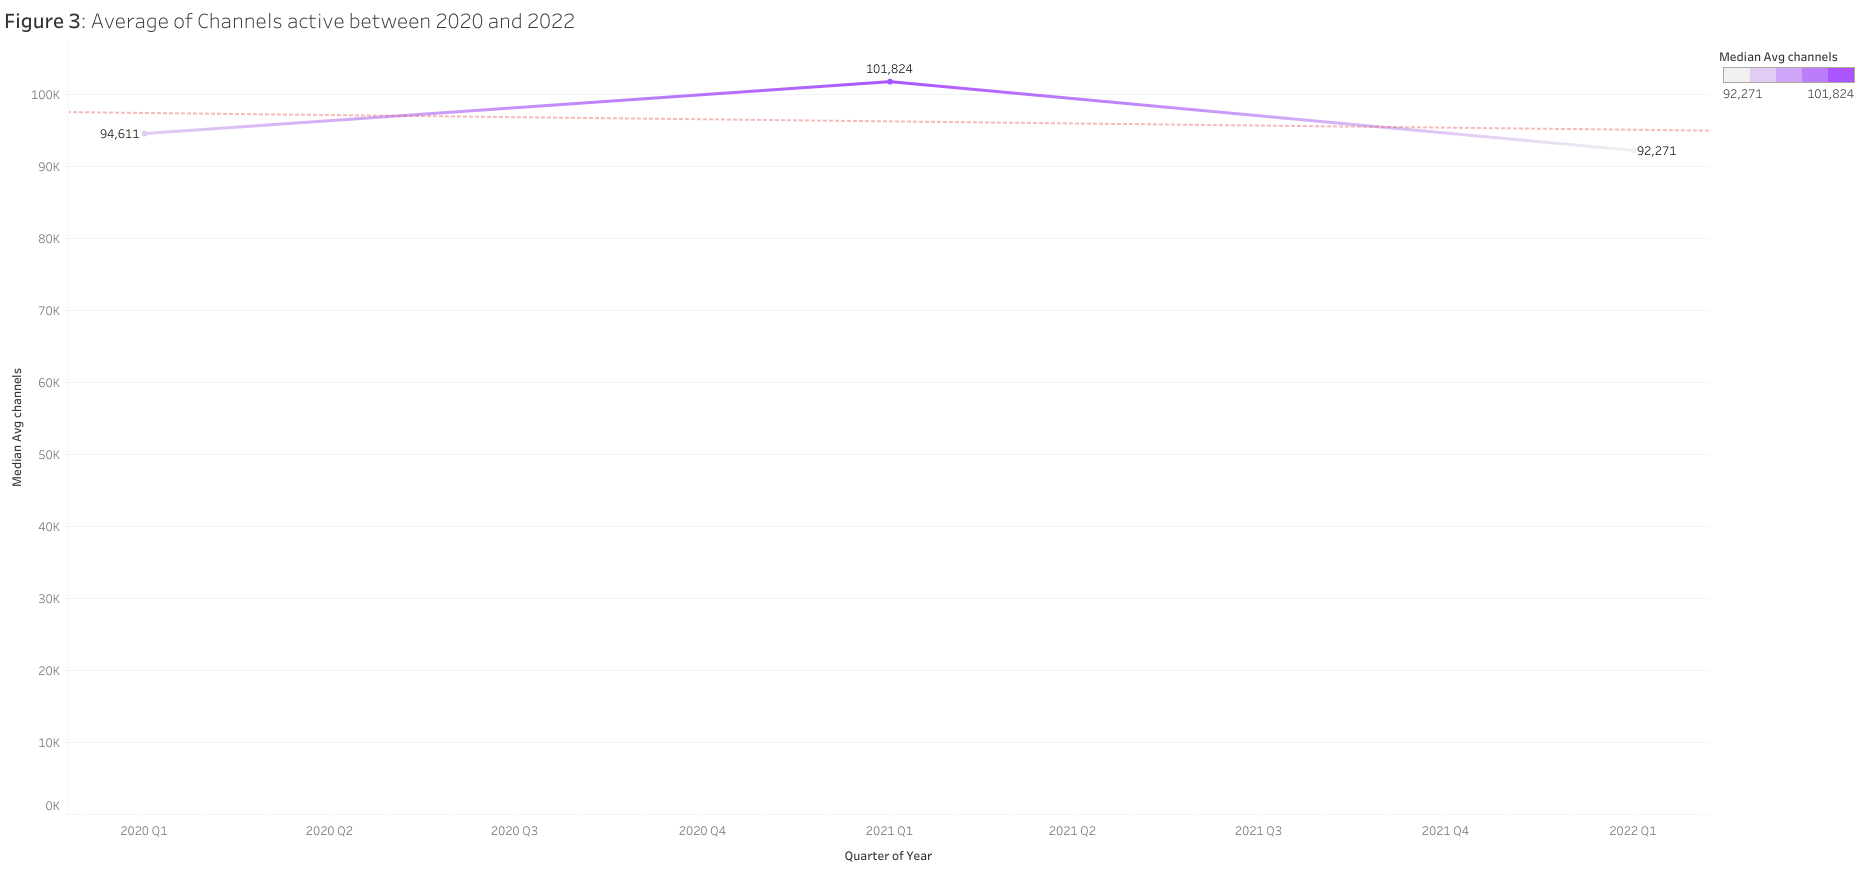 Figure 3: Average of Channels active between 2020 and 2022
Median Avg channels
92,271 101,824
101,824
94,611
92,271
100K
90K
80K
70K
60K
50K
40K
30K
20K
10K
0K
Median Avg channels
2020 Q1 2020 Q2 2020 Q3 2020 Q4 2021 Q1 2021 Q2 2021 Q3 2021 Q4 2022 Q1
Quarter of Year